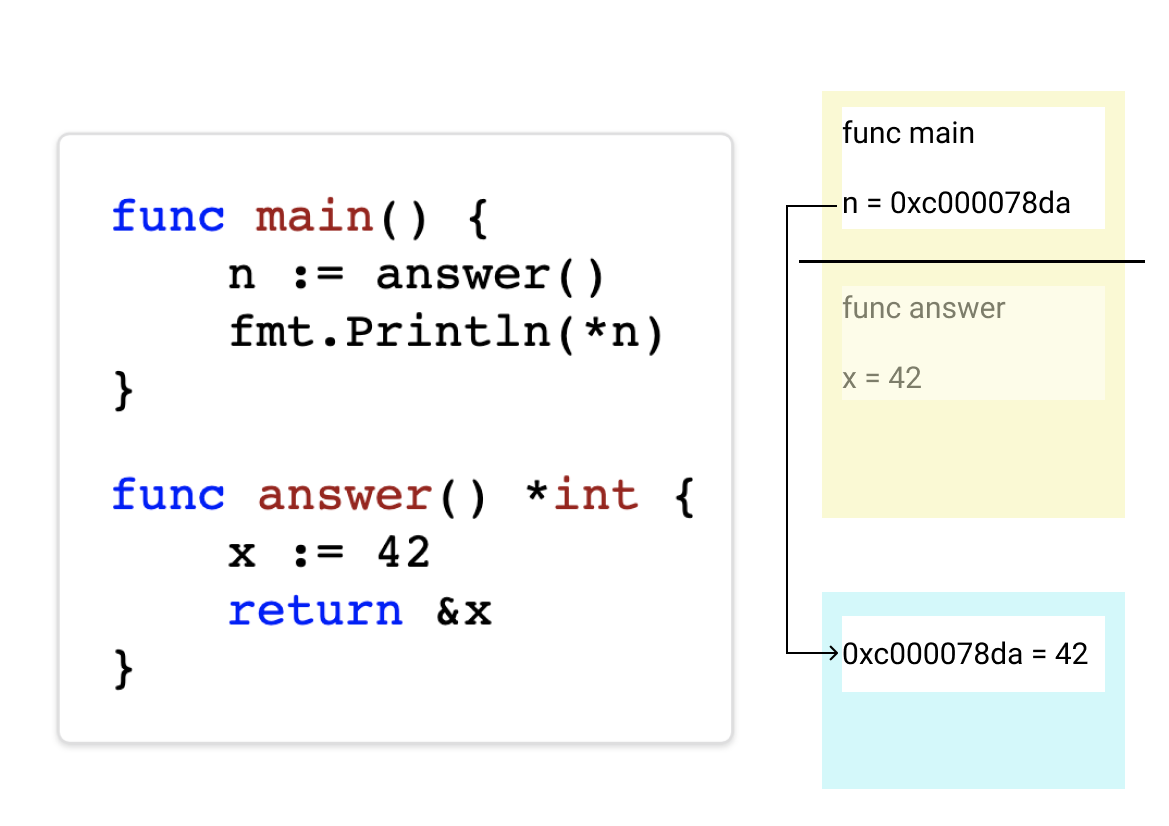 func main() {
    n := answer()
    fmt.Println(*n)
}

func answer() *int {
    x := 42
    return &x
}
func main
n = 0xc000078da
func answer
x = 42
0xc000078da = 42